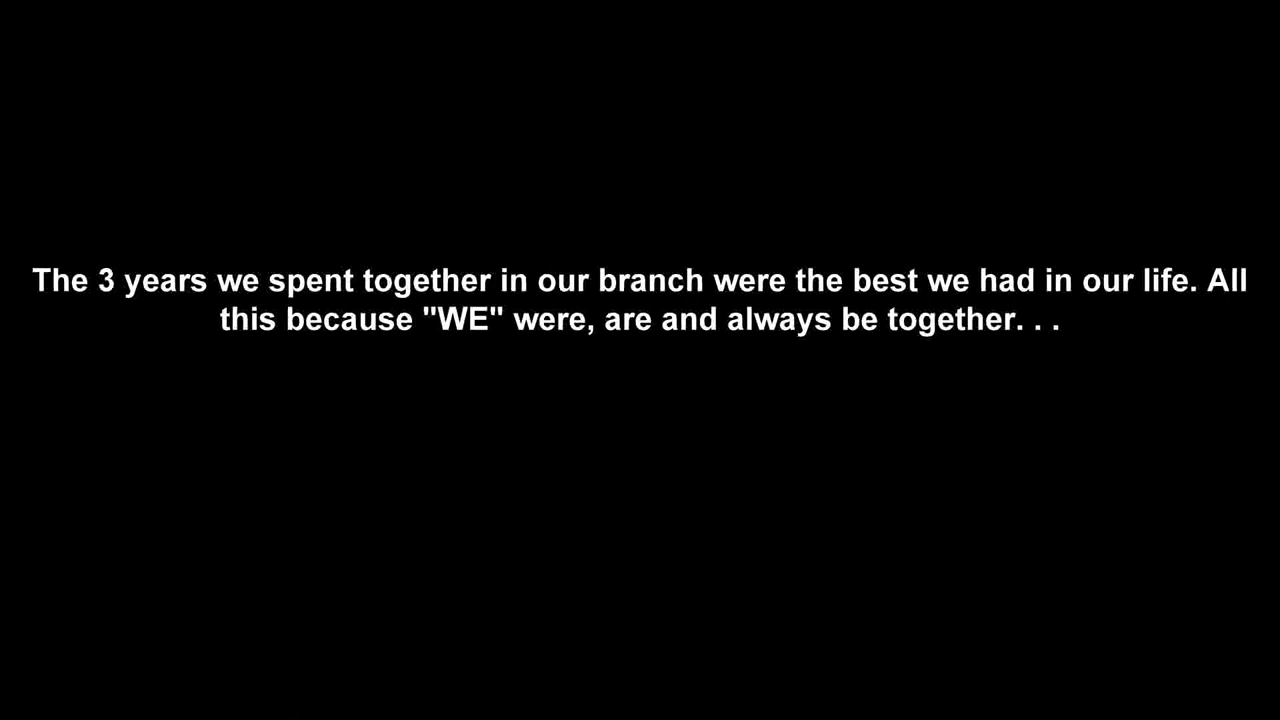 The 3 years we spent together in our branch were the best we had in our life. All
this because "WE" were, are and always be together. . .